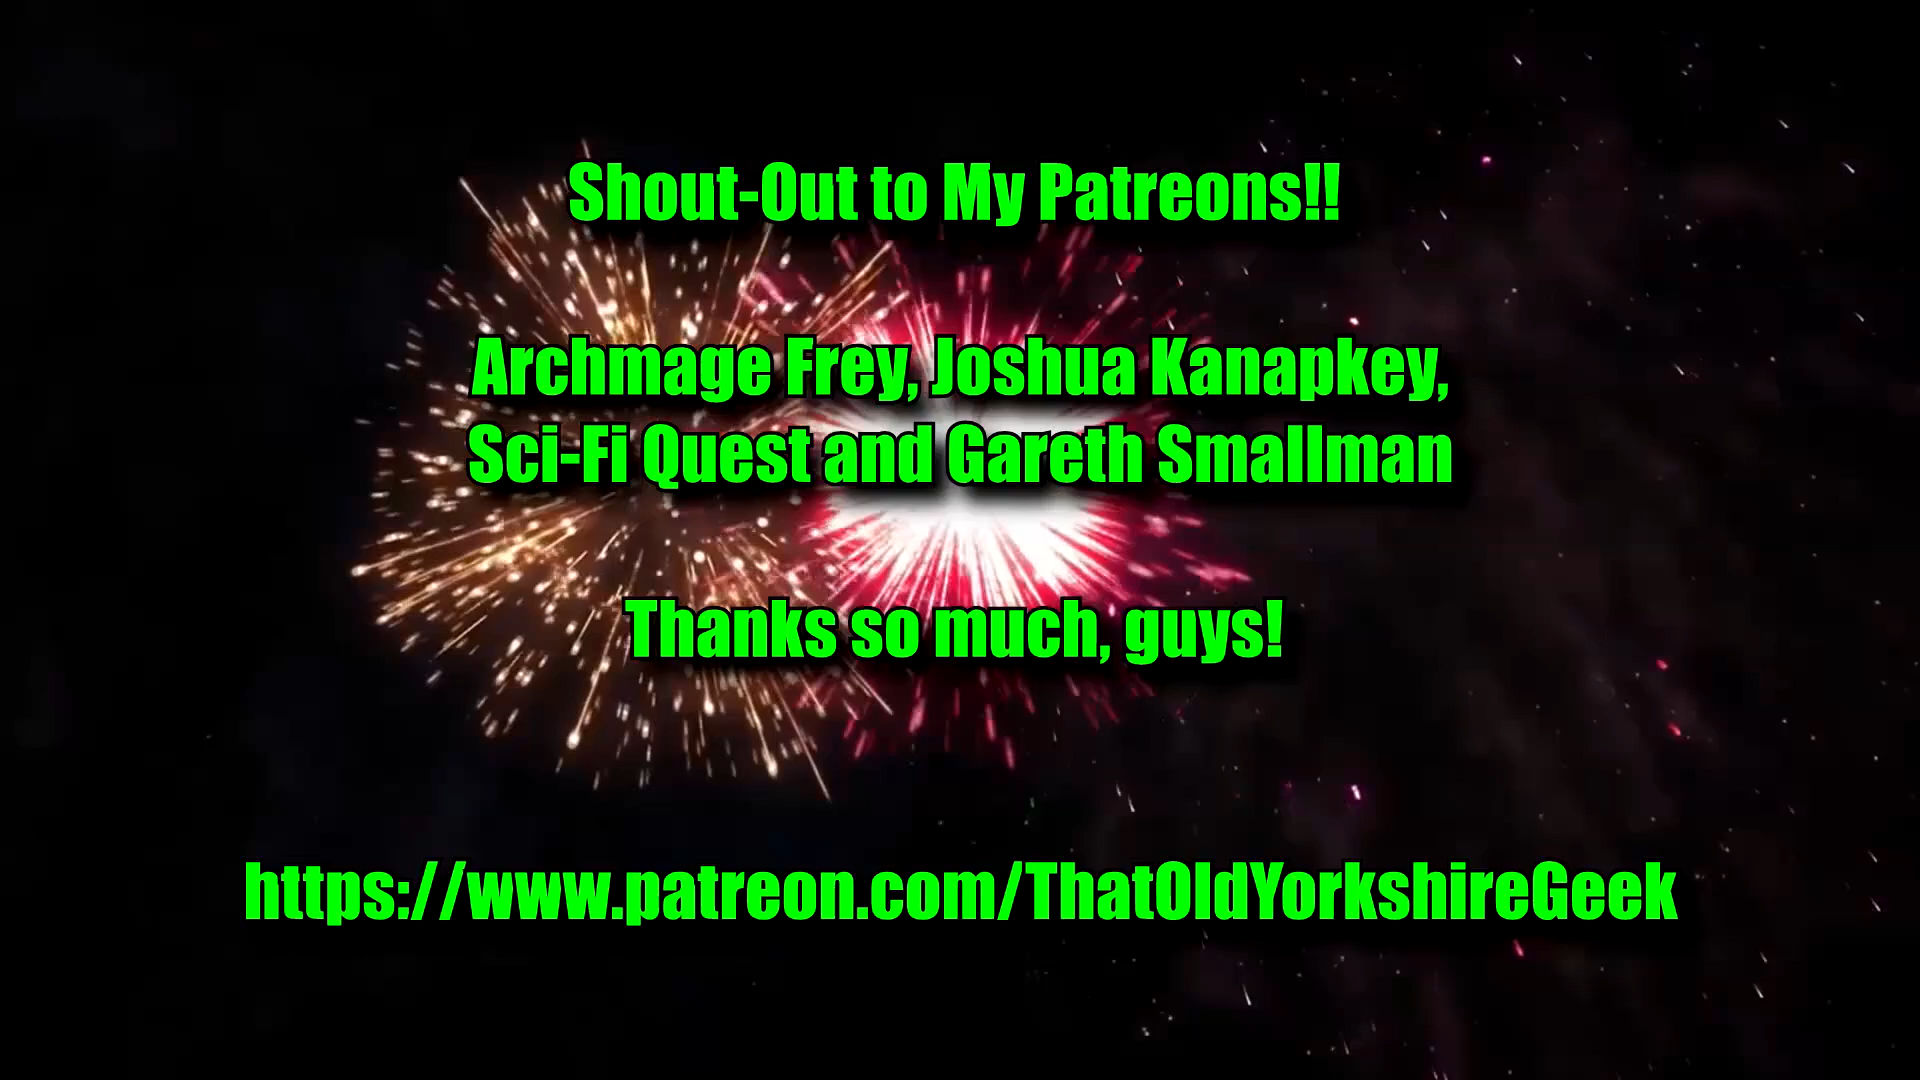 Shout-Out to My Patreons!!
Archmage Frey, Joshua Kanapkey,
Sci-Fi Quest and Gareth Smallman
Thanks so much, guys!
https://www.patreon.com/ThatOldYorkshireGeek